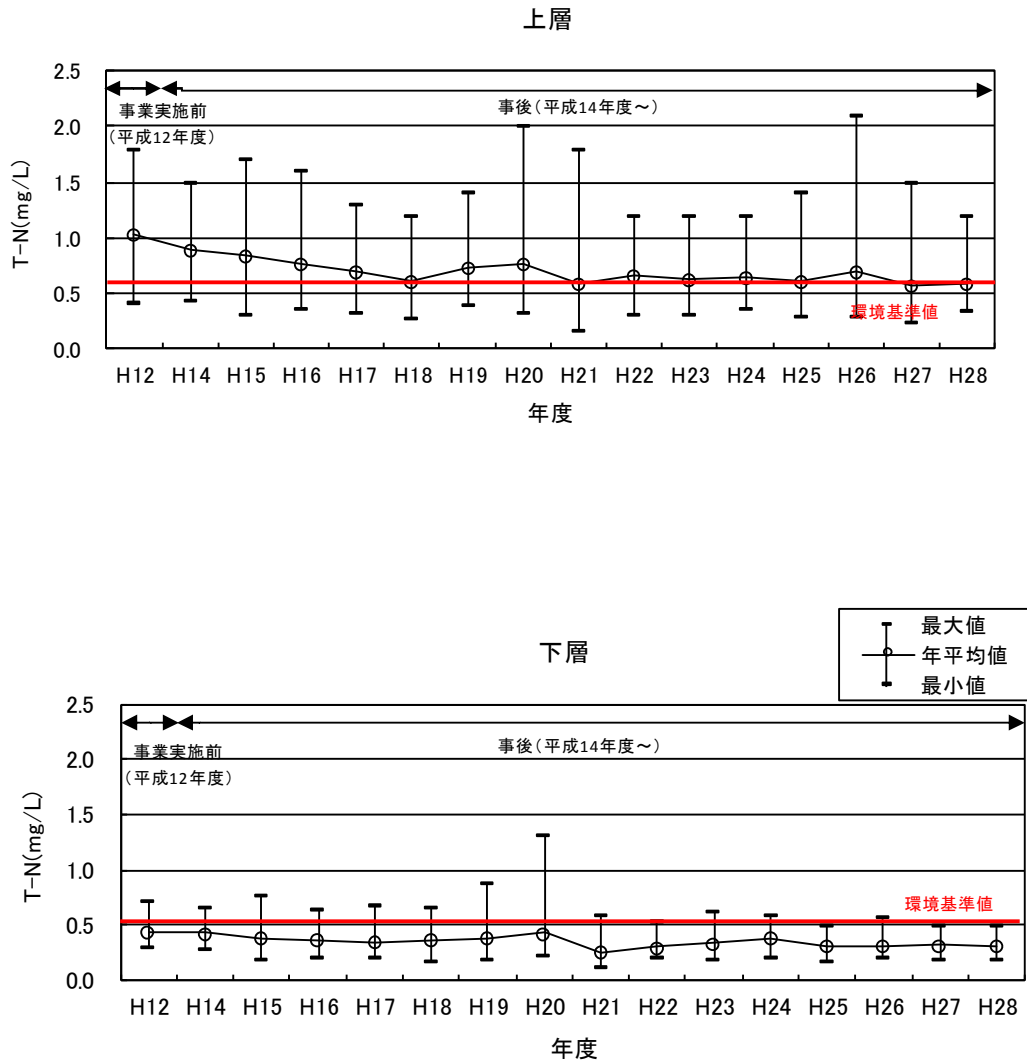 上層
T-N(mg/L)
2.5
2.0
1.5
1.0
0.5
0.0
事業実施前
(平成12年度)
事後(平成14年度～)
環境基準値
H12 H14 H15 H16 H17 H18 H19 H20 H21 H22 H23 H24 H25 H26 H27 H28
年度
最大値
年平均値
最小値
下層
T-N(mg/L)
2.5
2.0
1.5
1.0
0.5
0.0
事業実施前
(平成12年度)
事後(平成14年度～)
環境基準値
H12 H14 H15 H16 H17 H18 H19 H20 H21 H22 H23 H24 H25 H26 H27 H28
年度